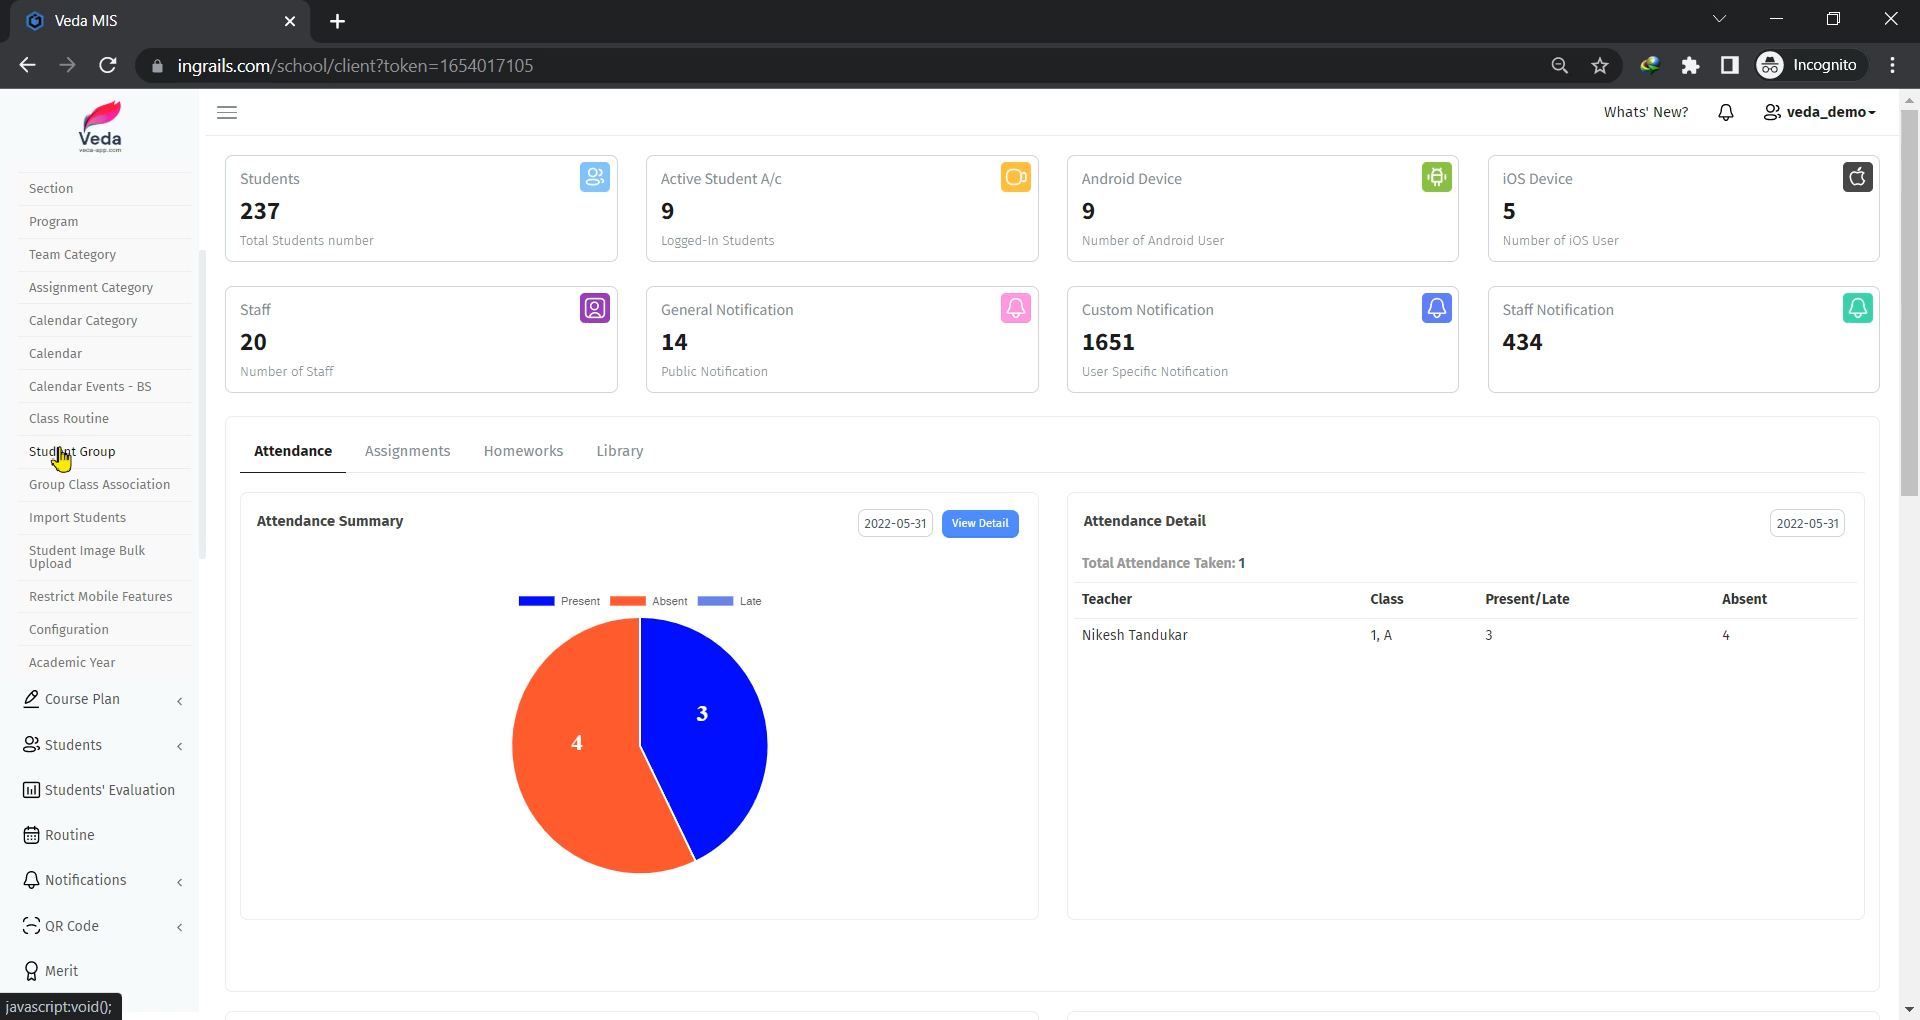 Veda MIS
ingrails.com/school/client?token=1654017105
Incognito
Veda
veda-app.com
Whats' New?
veda_demo
Section
Program
Team Category
Assignment Category
Calendar Category
Calendar
Calendar Events - BS
Class Routine
Student Group
Group Class Association
Import Students
Student Image Bulk
Upload
Restrict Mobile Features
Configuration
Academic Year
Course Plan
Students
Students' Evaluation
Routine
Notifications
QR Code
Merit
javascript:void();
Students
237
Total Students number
Active Student A/c
9
Logged-In Students
Android Device
9
Number of Android User
iOS Device
5
Number of iOS User
Staff
20
Number of Staff
General Notification
14
Public Notification
Custom Notification
1651
User Specific Notification
Staff Notification
434
Attendance Assignments Homeworks Library
Attendance Summary
2022-05-31
View Detail
Present Absent Late
3
4
Attendance Detail
2022-05-31
Total Attendance Taken: 1
Teacher Class Present/Late Absent
Nikesh Tandukar 1, A 3 4